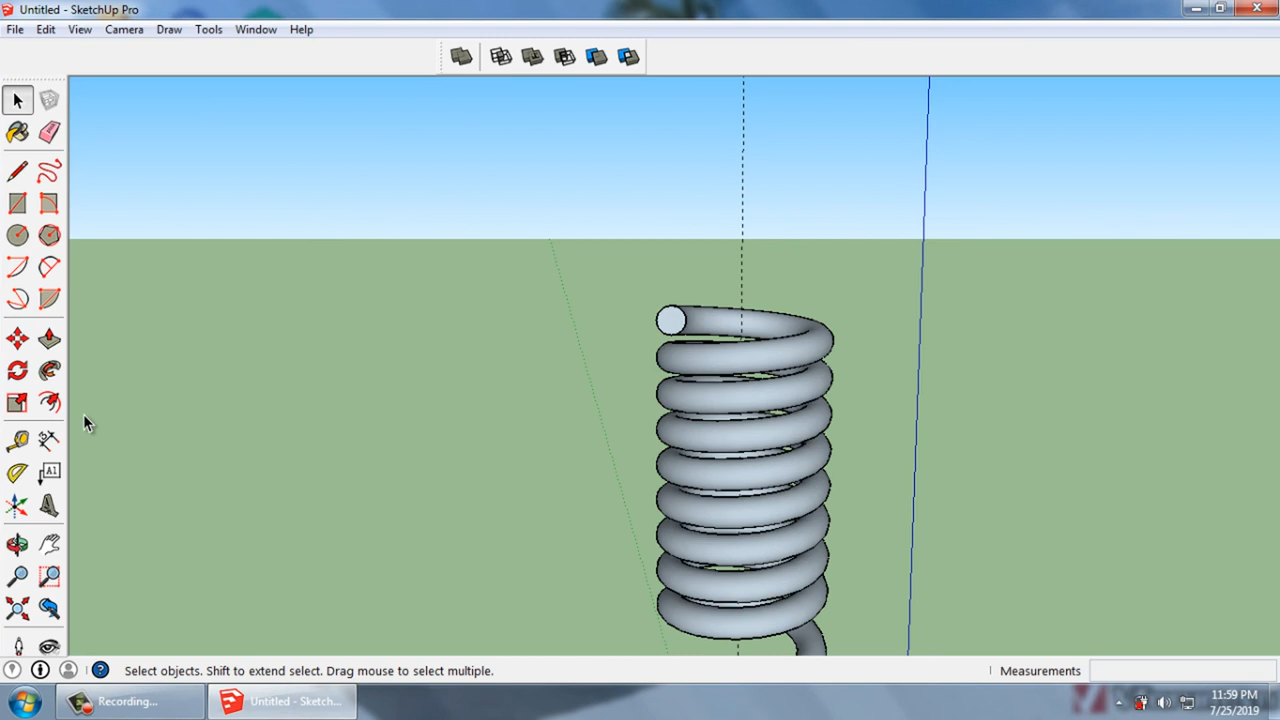 Untitled - SketchUp Pro
File Edit View Camera Draw Tools Window Help
A1
Select objects. Shift to extend select. Drag mouse to select multiple.
Measurements
Recording...
Untitled - Sketch...
11:59 PM
7/25/2019